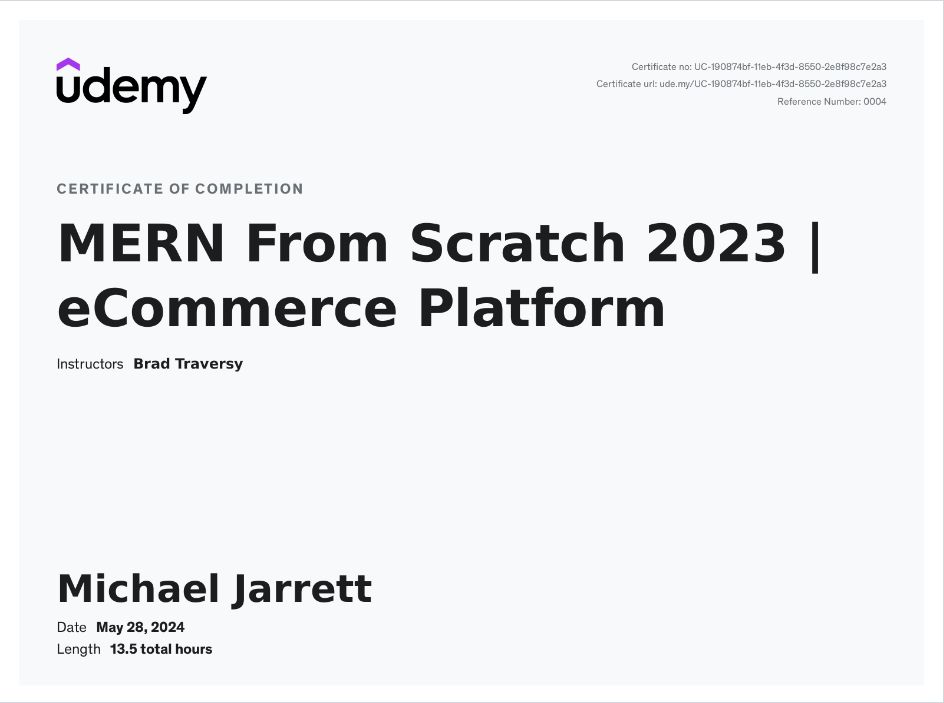 udemy
Certificate no: UC-190874bf-11eb-4f3d-8550-2e8f98c7e2a3
Certificate url: ude.my/UC-190874bf-11eb-4f3d-8550-2e8f98c7e2a3
Reference Number: 0004
CERTIFICATE OF COMPLETION
MERN From Scratch 2023 |
eCommerce Platform
Instructors Brad Traversy
Michael Jarrett
Date May 28, 2024
Length 13.5 total hours